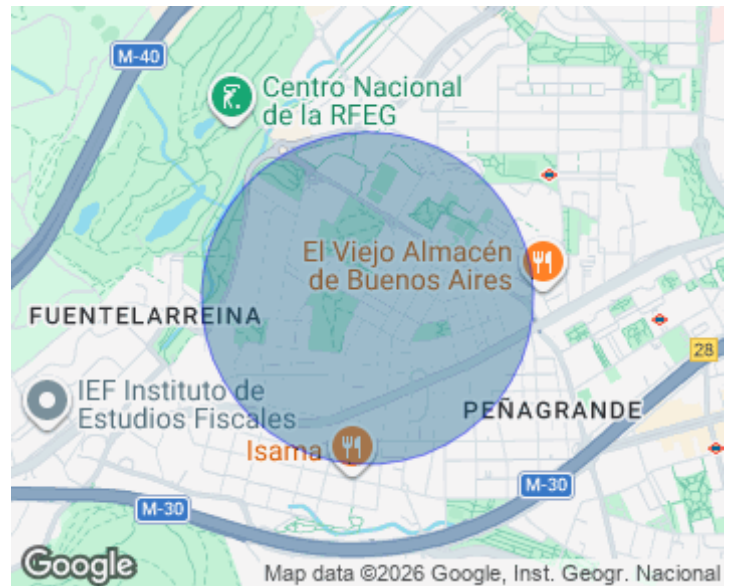 M-40
Centro Nacional
de la RFEG
El Viejo Almacén
de Buenos Aires
FUENTELARREINA
28
IEF Instituto de
Estudios Fiscales
PEÑAGRANDE
Isama
M-30
M-30
Google
Map data ©2026 Google, Inst. Geogr. Nacional